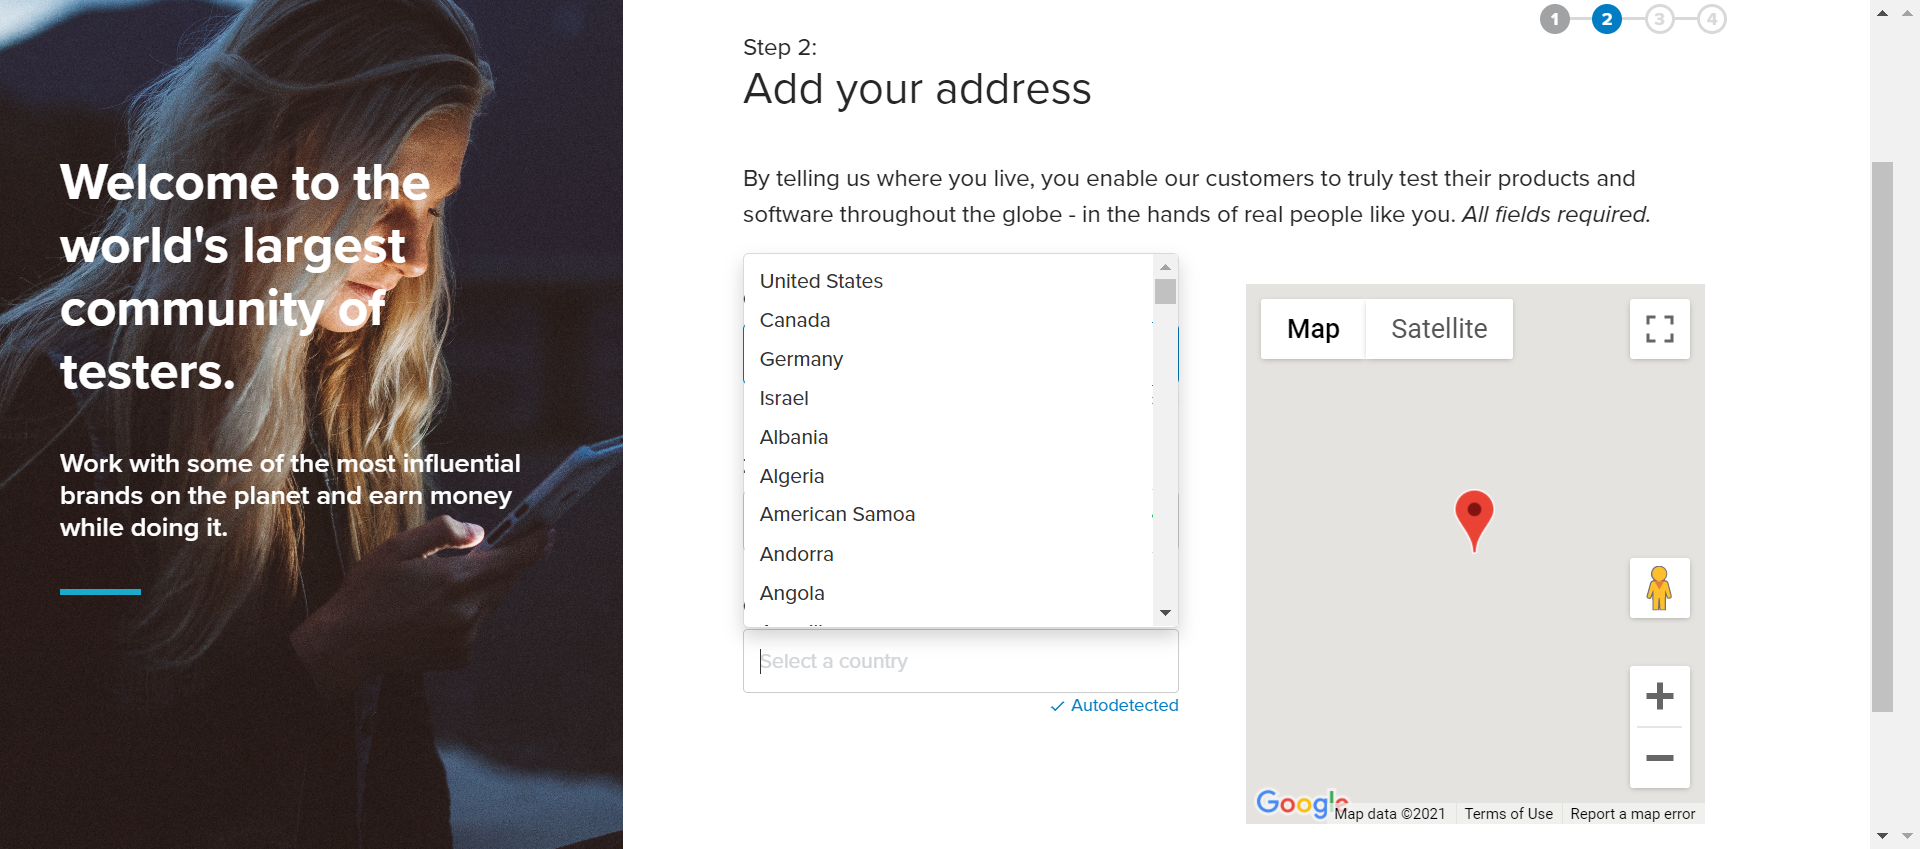 Welcome to the
world's largest
community of
testers.
Work with some of the most influential
brands on the planet and earn money
while doing it.
1
2
3
4
Step 2:
Add your address
By telling us where you live, you enable our customers to truly test their products and
software throughout the globe - in the hands of real people like you. All fields required.
United States
Canada
Germany
Israel
Albania
Algeria
American Samoa
Andorra
Angola
Select a country
Autodetected
Map
Satellite
Google
Map data ©2021
Terms of Use
Report a map error